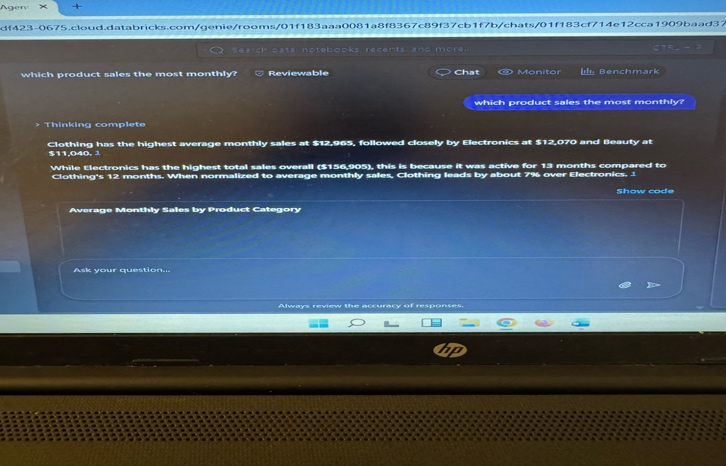 Agen
df423-0675.cloud.databricks.com/genie/rooms/01f183aaa0081a8f8367c89f37cb1f7b/chats/01f183cf714e12cca1909baad37
Search data, notebooks, recents, and more...
which product sales the most monthly?
Reviewable
Chat
Monitor
Benchmark
which product sales the most monthly?
Thinking complete
Clothing has the highest average monthly sales at $12,965, followed closely by Electronics at $12,070 and Beauty at
$11,040. 1
While Electronics has the highest total sales overall ($156,905), this is because it was active for 13 months compared to
Clothing's 12 months. When normalized to average monthly sales, Clothing leads by about 7% over Electronics. 1
Show code
Average Monthly Sales by Product Category
Ask your question...
Always review the accuracy of responses.
hp